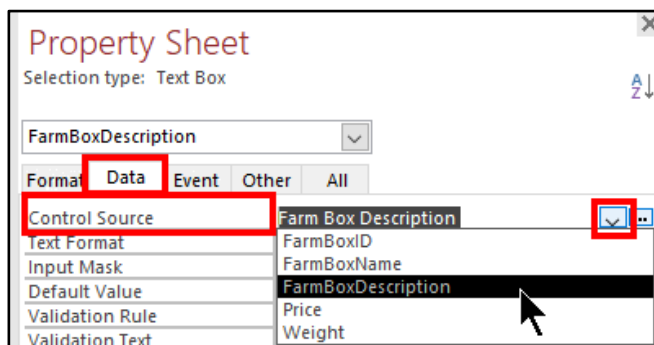 Property Sheet
Selection type: Text Box
A
Z
FarmBoxDescription
Format Data Event Other All
Control Source Farm Box Description
Text Format FarmBoxID
Input Mask FarmBoxName
Default Value FarmBoxDescription
Validation Rule Price
Validation Text Weight